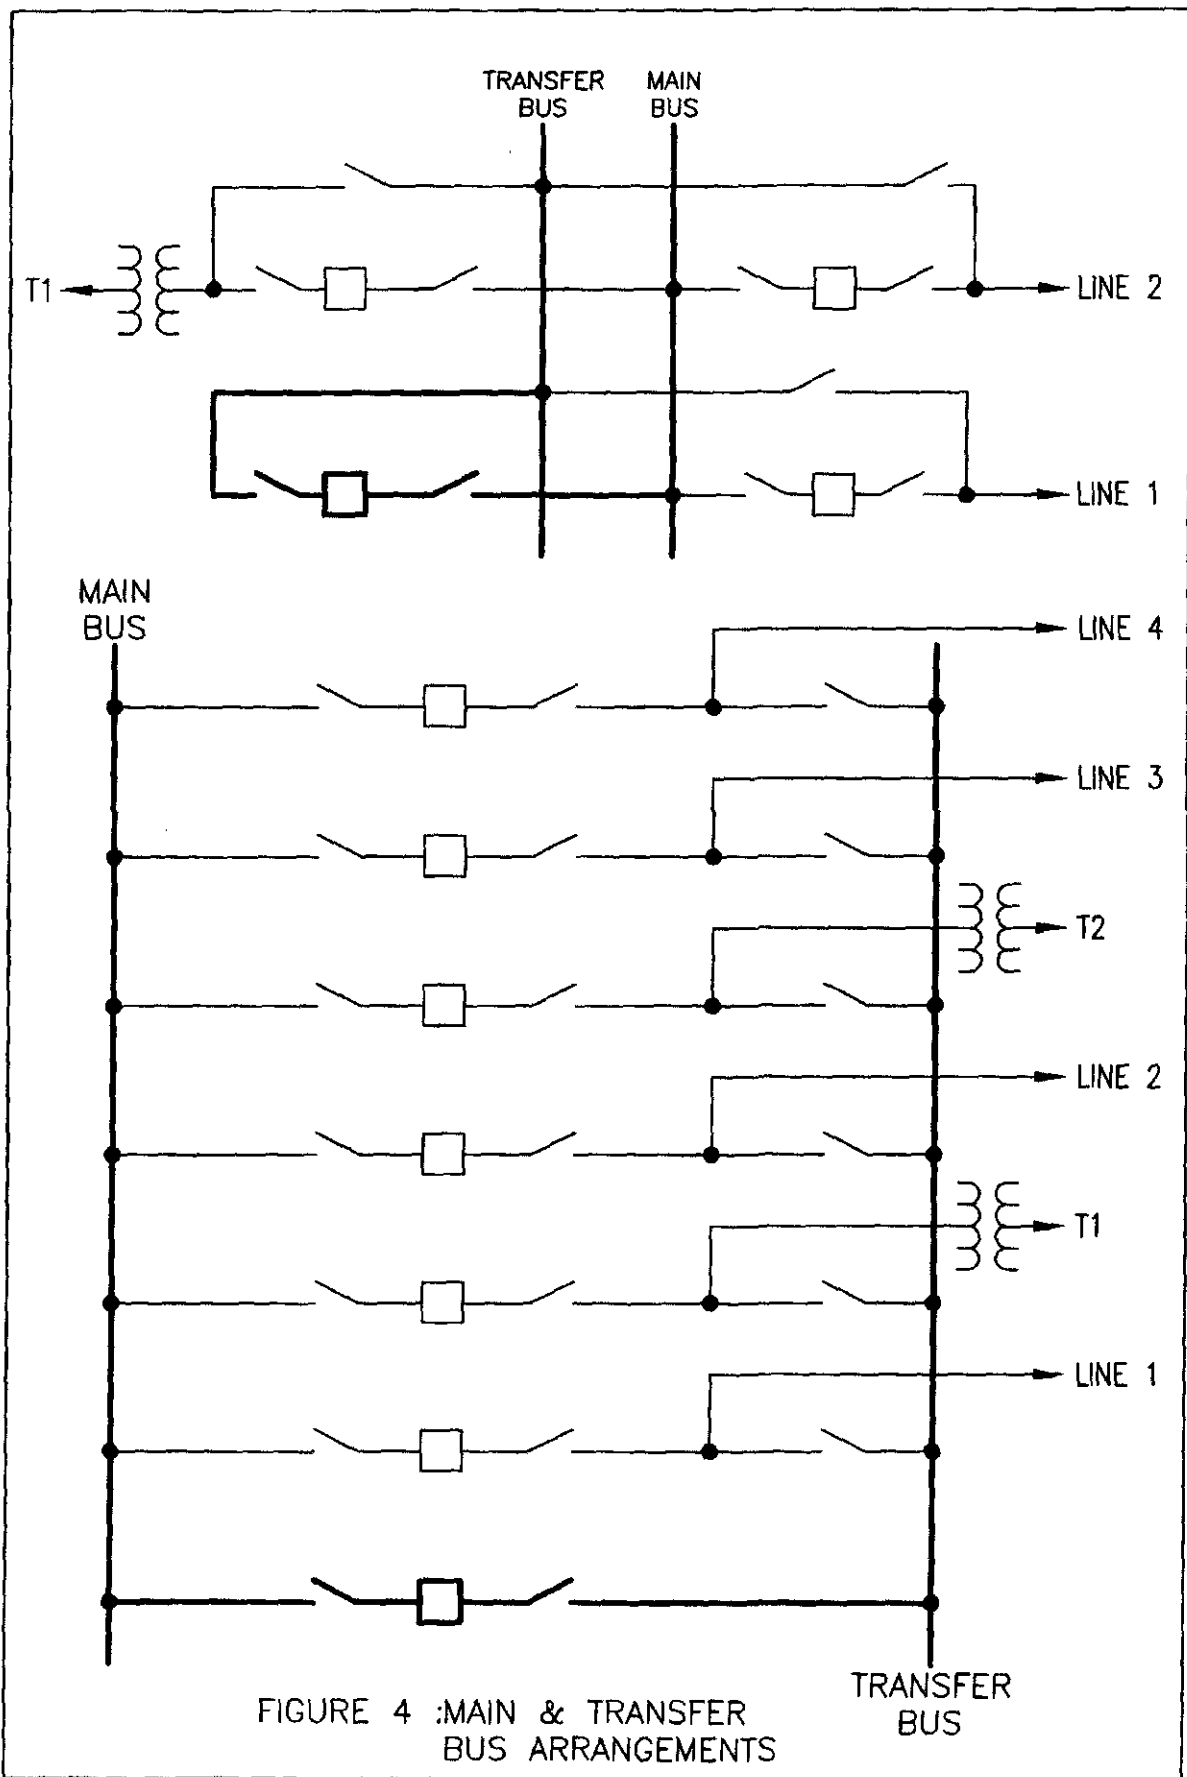 TRANSFER
BUS
MAIN
BUS
T1
LINE 2
LINE 1
MAIN
BUS
LINE 4
LINE 3
T2
LINE 2
T1
LINE 1
TRANSFER
BUS
FIGURE 4 :MAIN & TRANSFER
BUS ARRANGEMENTS